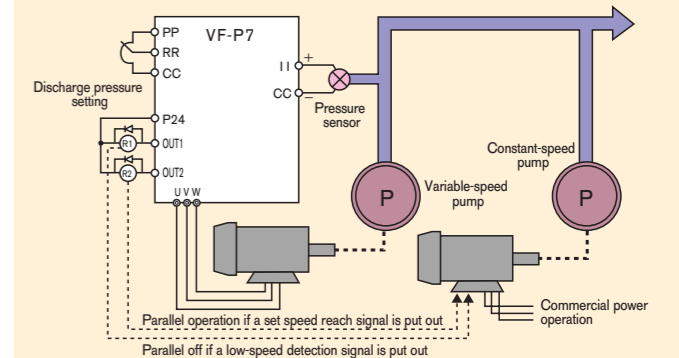 PP
VF-P7
RR
CC
Discharge pressure
setting
II
+
CC
−
Pressure
sensor
P24
R1
OUT1
R2
OUT2
U V W
P
Variable-speed
pump
Constant-speed
pump
P
Commercial power
operation
Parallel operation if a set speed reach signal is put out
Parallel off if a low-speed detection signal is put out